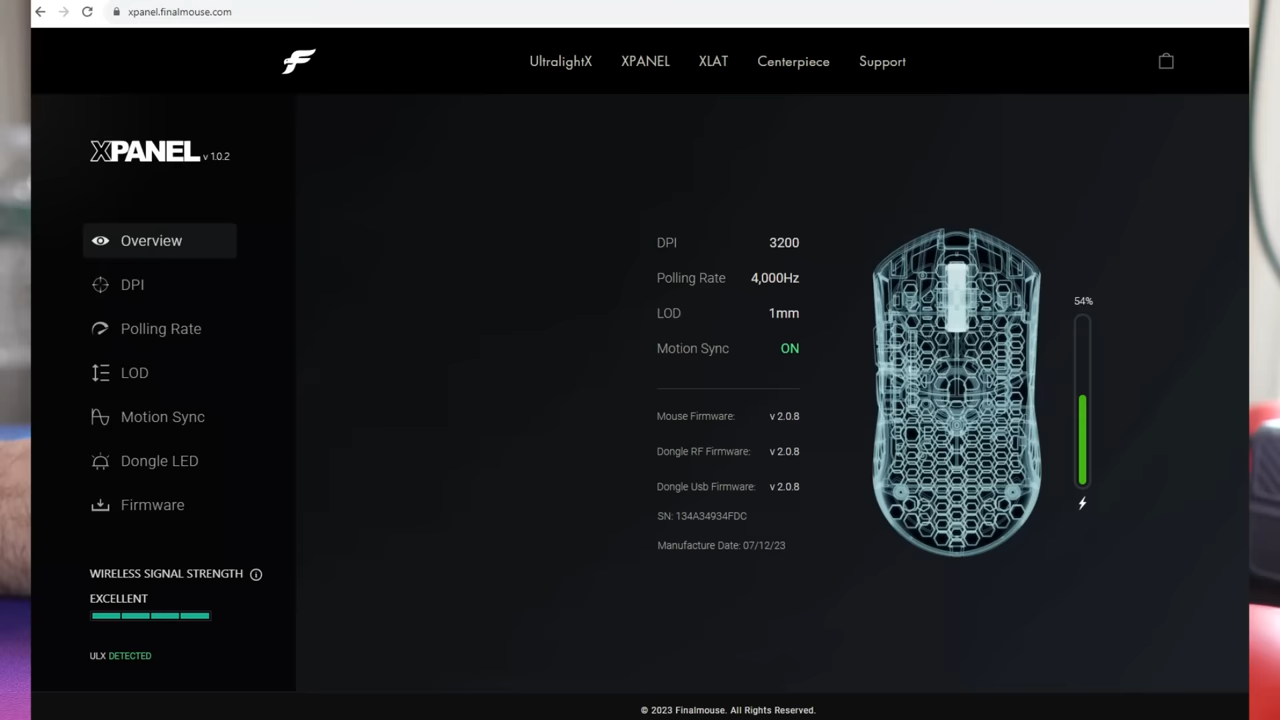 xpanel.finalmouse.com
UltralightX XPANEL XLAT Centerpiece Support
XPANEL v 1.0.2
Overview
DPI
Polling Rate
LOD
Motion Sync
Dongle LED
Firmware
WIRELESS SIGNAL STRENGTH
EXCELLENT
ULX DETECTED
DPI 3200
Polling Rate 4,000Hz
LOD 1mm
Motion Sync ON
Mouse Firmware: v 2.0.8
Dongle RF Firmware: v 2.0.8
Dongle Usb Firmware: v 2.0.8
SN: 134A34934FDC
Manufacture Date: 07/12/23
54%
© 2023 Finalmouse. All Rights Reserved.